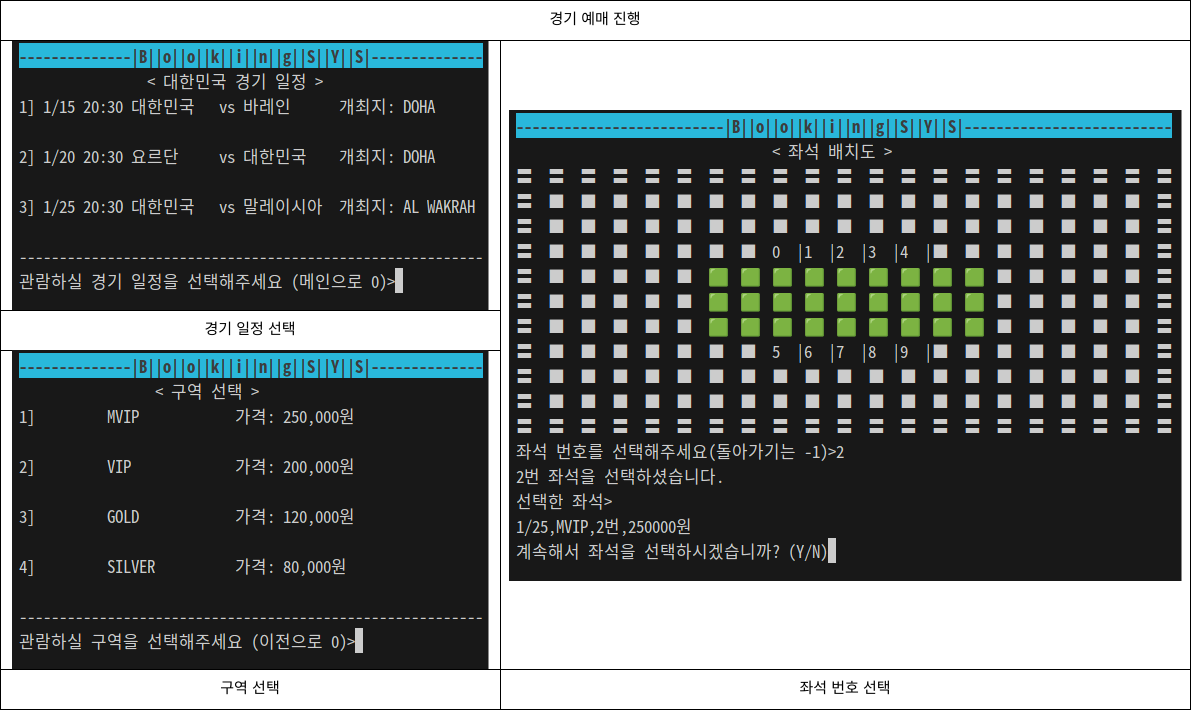 경기 예매 진행
--------------|B||o||o||k||i||n||g||S||Y||S|--------------
< 대한민국 경기 일정 >
1] 1/15 20:30 대한민국 vs 바레인 개최지: DOHA
2] 1/20 20:30 요르단 vs 대한민국 개최지: DOHA
3] 1/25 20:30 대한민국 vs 말레이시아 개최지: AL WAKRAH
----------------------------------------------------------
관람하실 경기 일정을 선택해주세요 (메인으로 0)>
경기 일정 선택
--------------|B||o||o||k||i||n||g||S||Y||S|--------------
< 구역 선택 >
1] MVIP 가격: 250,000원
2] VIP 가격: 200,000원
3] GOLD 가격: 120,000원
4] SILVER 가격: 80,000원
----------------------------------------------------------
관람하실 구역을 선택해주세요 (이전으로 0)>
구역 선택
--------------------------|B||o||o||k||i||n||g||S||Y||S|--------------------------
< 좌석 배치도 >
0 |1 |2 |3 |4 |
5 |6 |7 |8 |9 |
좌석 번호를 선택해주세요(돌아가기는 -1)>2
2번 좌석을 선택하셨습니다.
선택한 좌석>
1/25,MVIP,2번,250000원
계속해서 좌석을 선택하시겠습니까? (Y/N)
좌석 번호 선택